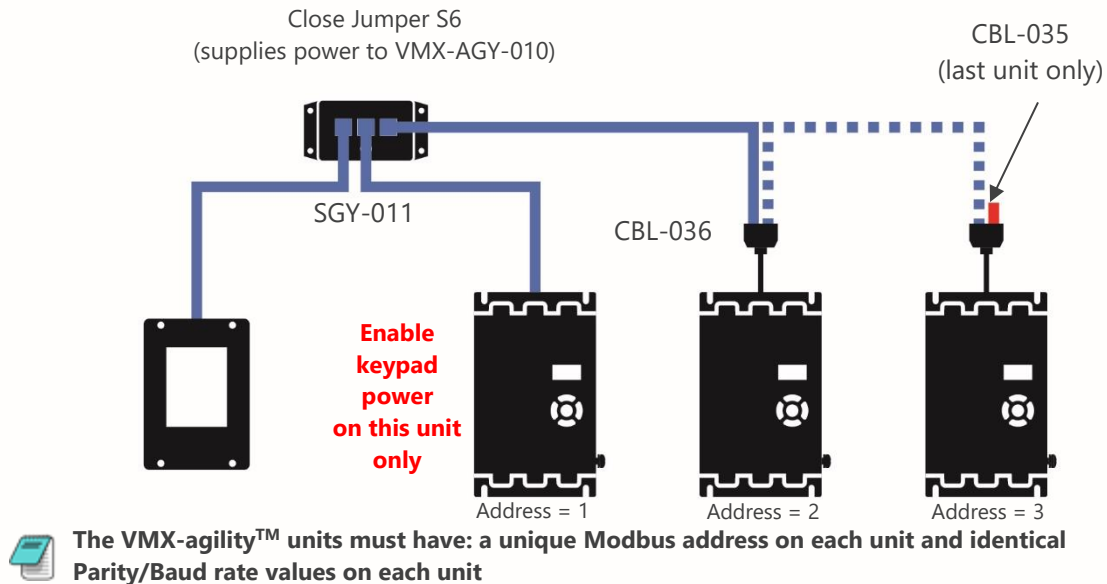 Close Jumper S6
(supplies power to VMX-AGY-010)
CBL-035
(last unit only)
SGY-011
CBL-036
Enable
keypad
power
on this unit
only
Address = 1
Address = 2
Address = 3
The VMX-agility™ units must have: a unique Modbus address on each unit and identical
Parity/Baud rate values on each unit